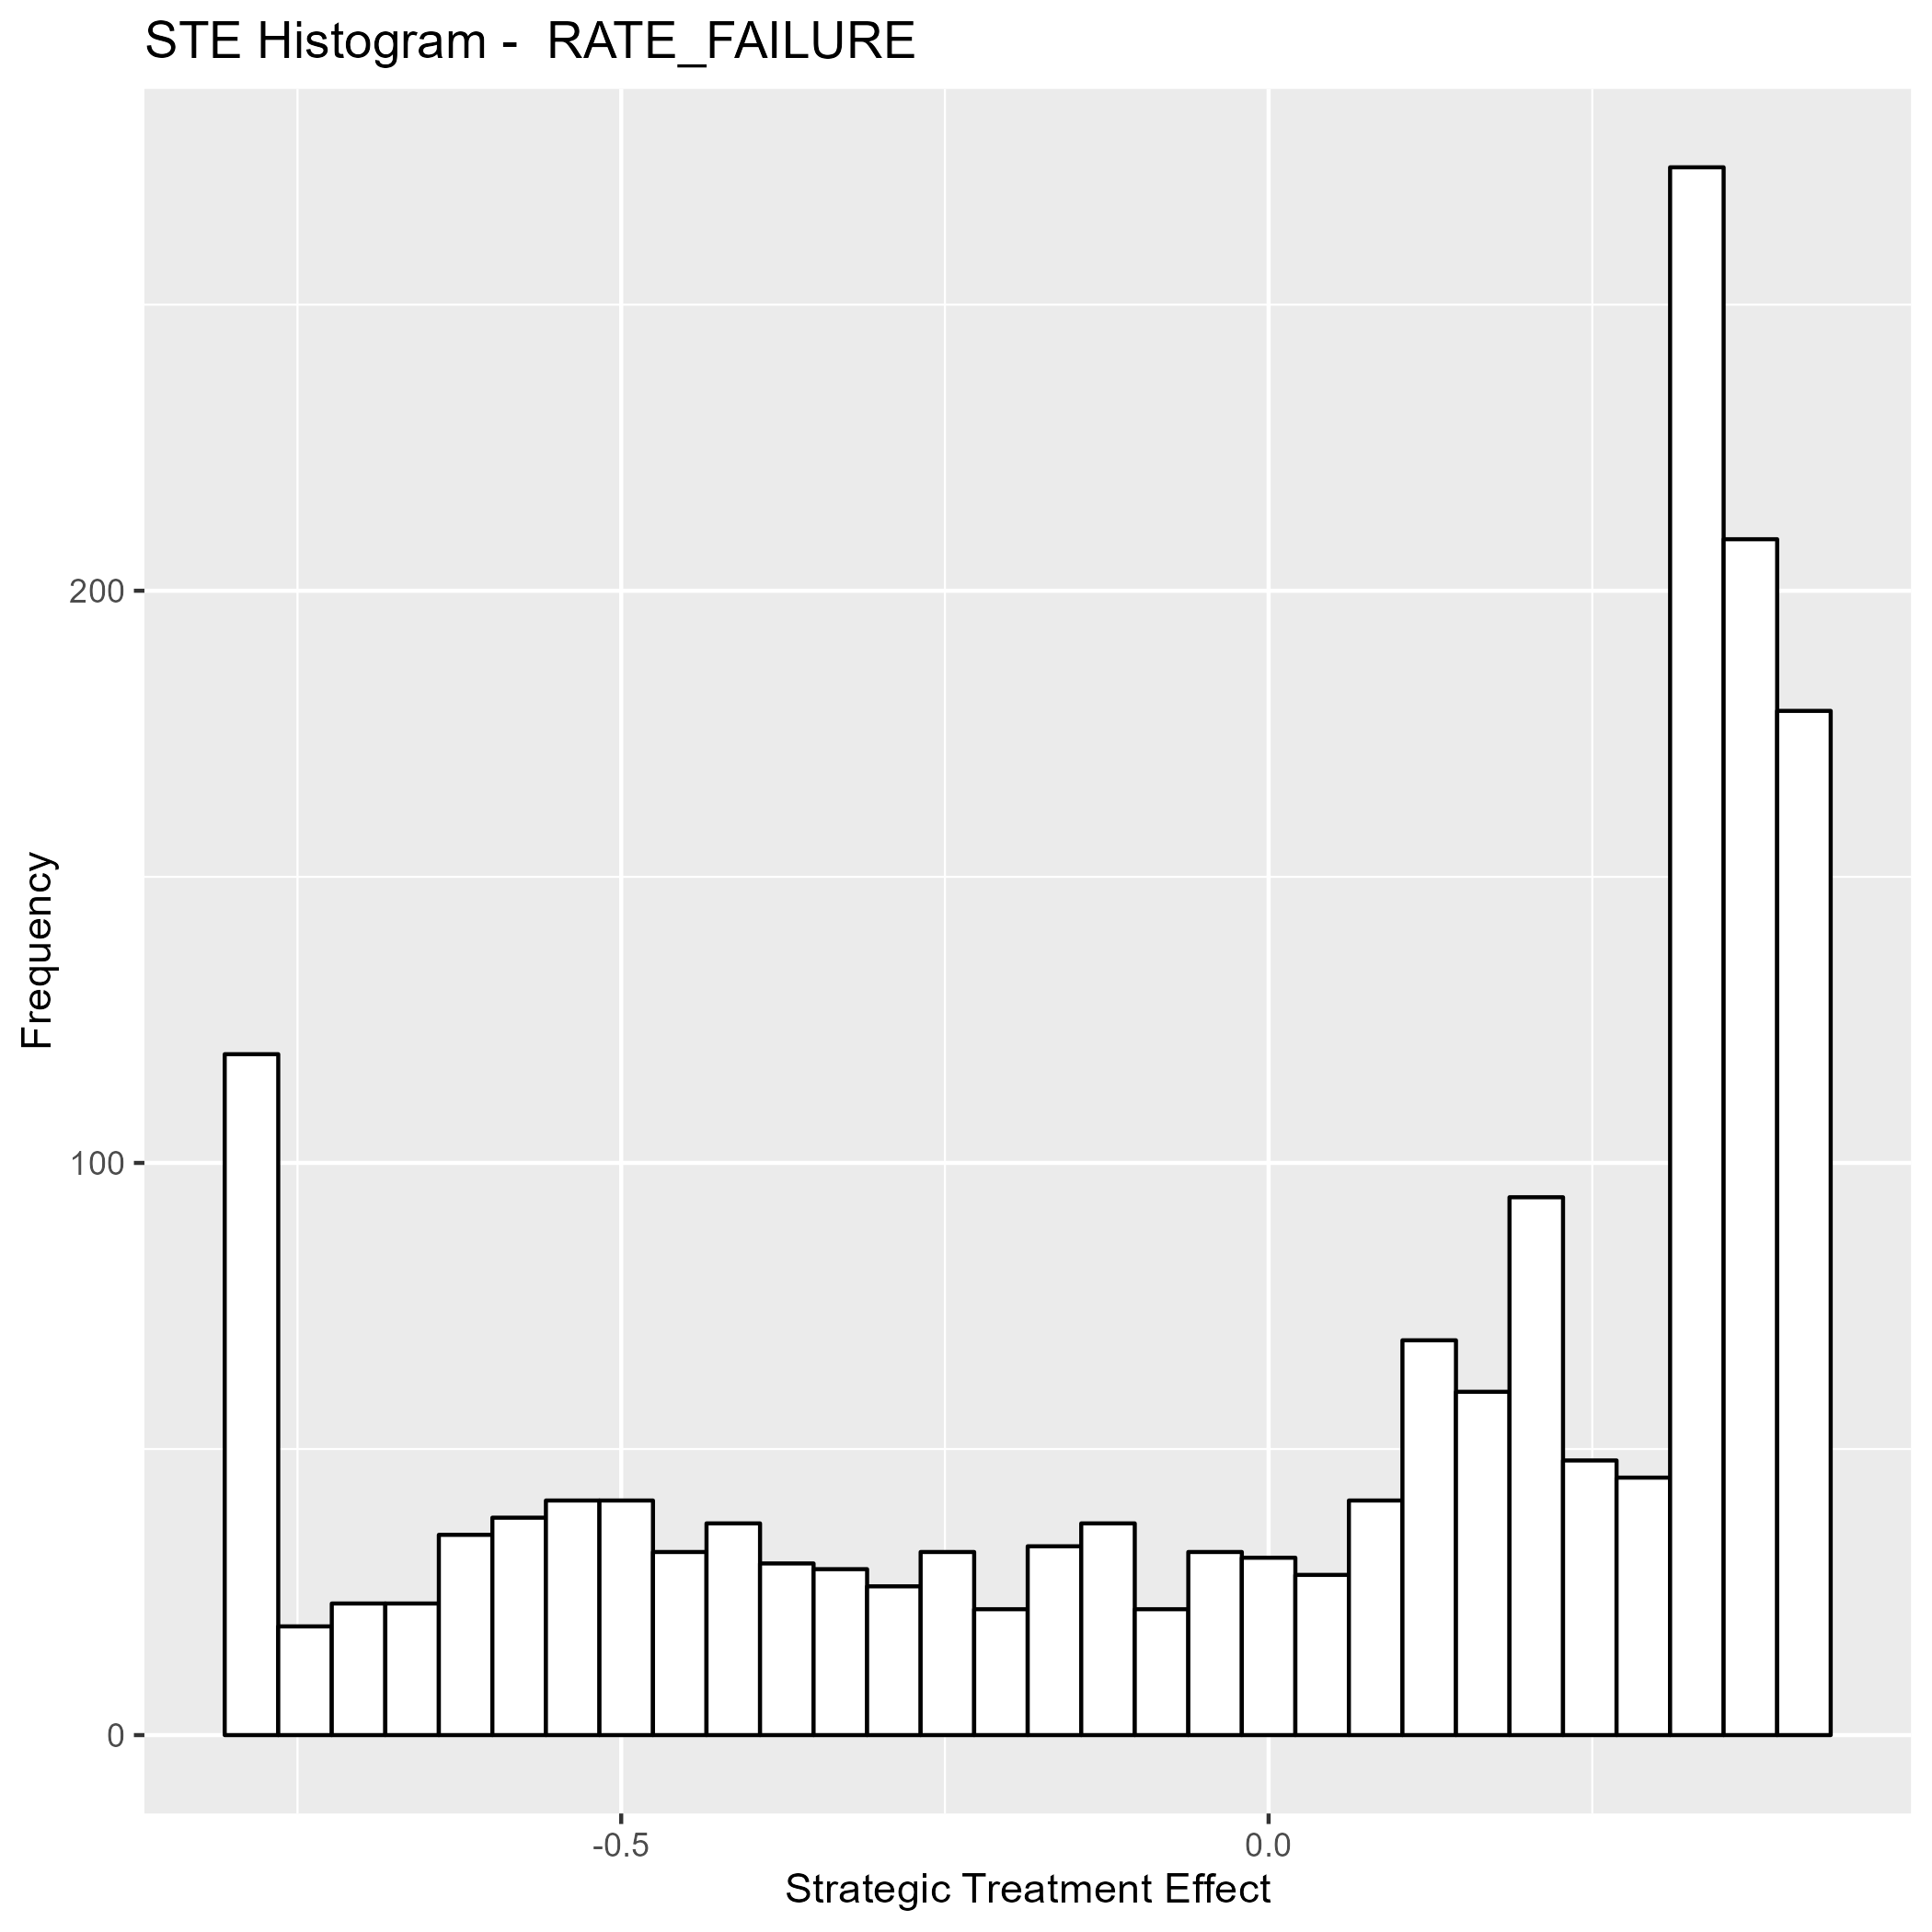 STE Histogram -  RATE_FAILURE
Frequency
200
100
0
-0.5
0.0
Strategic Treatment Effect